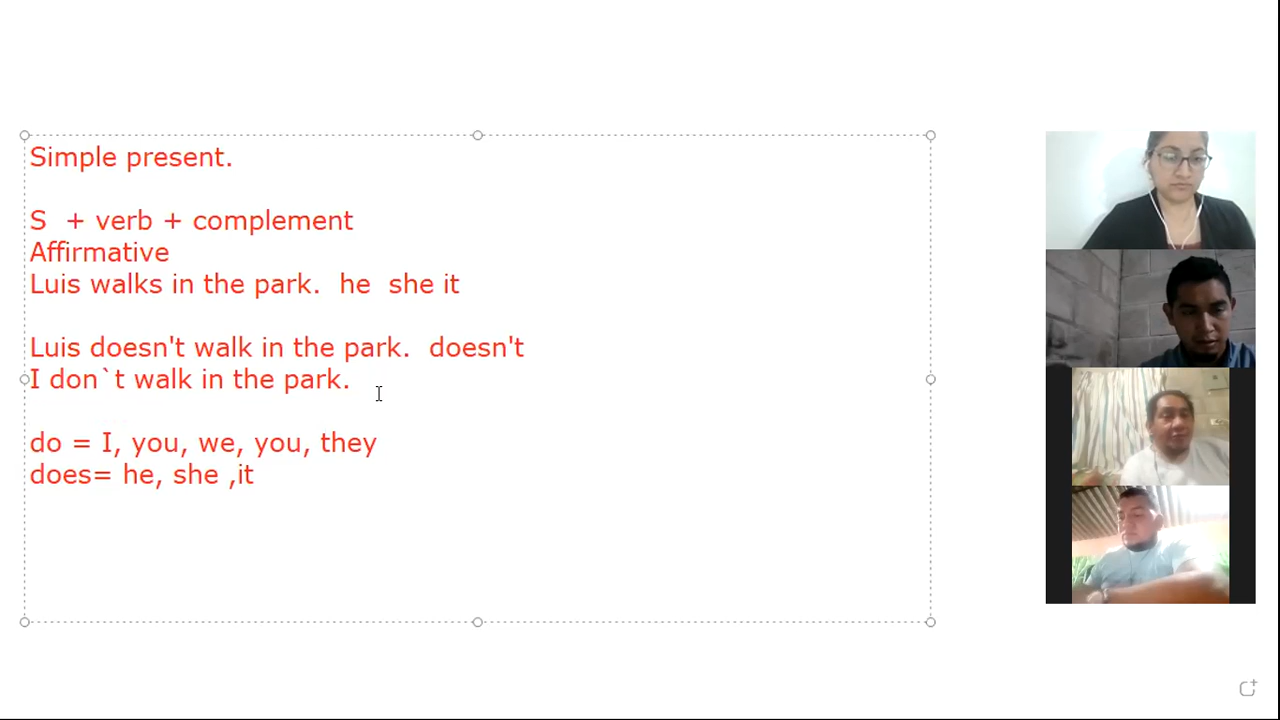 Simple present.
S + verb + complement
Affirmative
Luis walks in the park. he she it
Luis doesn't walk in the park. doesn't
I don`t walk in the park.
do = I, you, we, you, they
does= he, she ,it